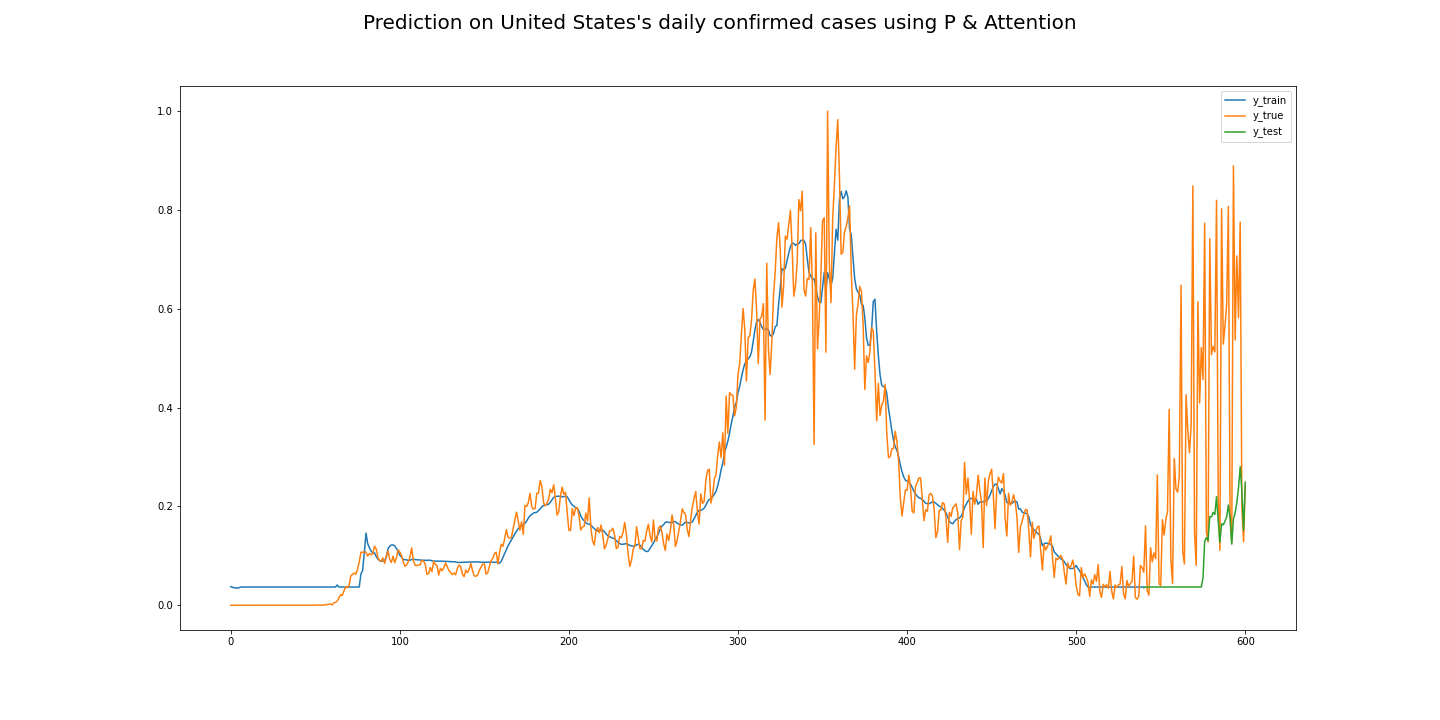 Prediction on United States's daily confirmed cases using P & Attention
y_train
y_true
y_test
1.0
0.8
0.6
0.4
0.2
0.0
0 100 200 300 400 500 600